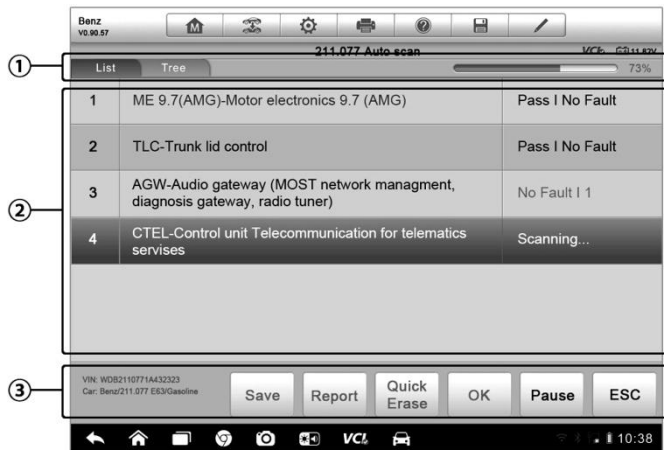 Benz
V0.90.57
211.077 Auto scan
VCI 11.82V
①
List Tree 73%
②
1 ME 9.7(AMG)-Motor electronics 9.7 (AMG) Pass I No Fault
2 TLC-Trunk lid control Pass I No Fault
3 AGW-Audio gateway (MOST network managment,
diagnosis gateway, radio tuner) No Fault I 1
4 CTEL-Control unit Telecommunication for telematics
servises Scanning...
③
VIN: WDB2110771A432323
Car: Benz/211.077 E63/Gasoline
Save Report Quick
Erase OK Pause ESC
VCI 10:38